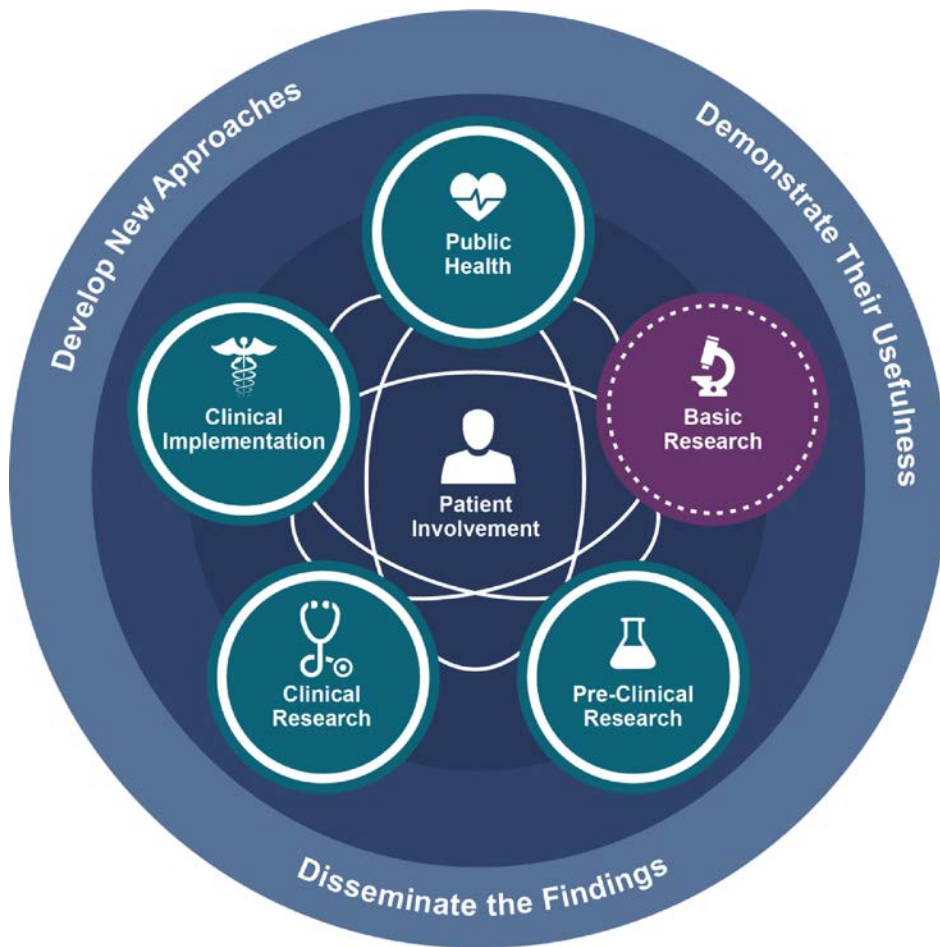 Develop New Approaches
Demonstrate Their Usefulness
Public
Health
Clinical
Implementation
Basic
Research
Patient
Involvement
Clinical
Research
Pre-Clinical
Research
Disseminate the Findings